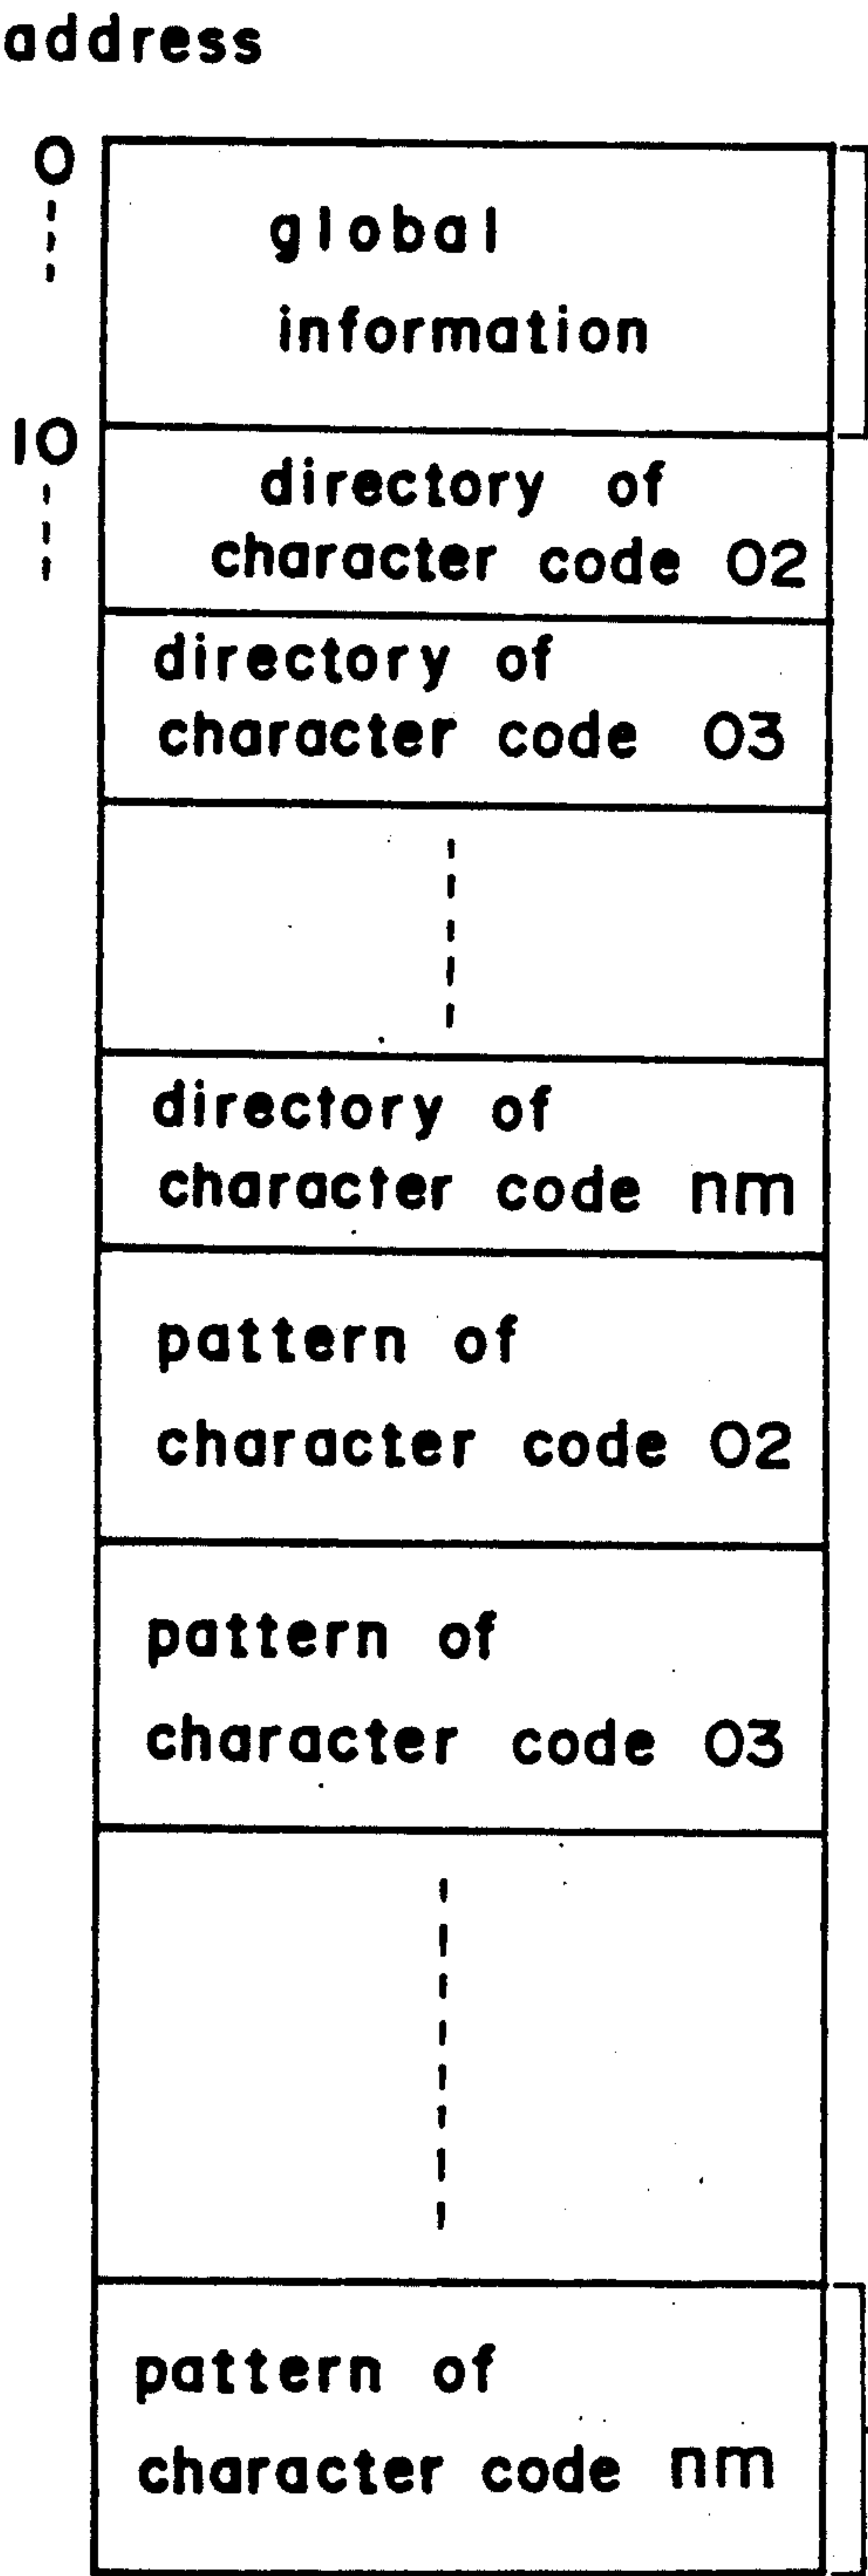 address
0
global
information
10
directory of
character code 02
directory of
character code 03
directory of
character code nm
pattern of
character code 02
pattern of
character code 03
pattern of
character code nm